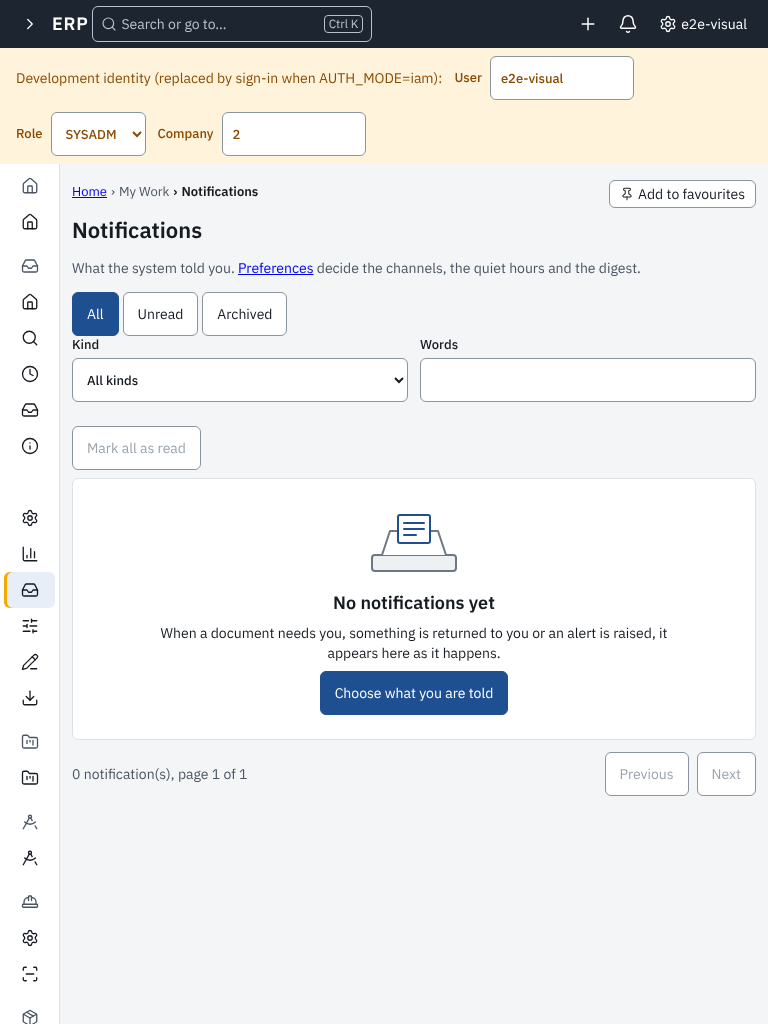 ERP Search or go to... Ctrl K e2e-visual
Development identity (replaced by sign-in when AUTH_MODE=iam): User e2e-visual
Role SYSADM Company 2
Home › My Work › Notifications Add to favourites
Notifications
What the system told you. Preferences decide the channels, the quiet hours and the digest.
All Unread Archived
Kind Words
All kinds
Mark all as read
No notifications yet
When a document needs you, something is returned to you or an alert is raised, it
appears here as it happens.
Choose what you are told
0 notification(s), page 1 of 1 Previous Next